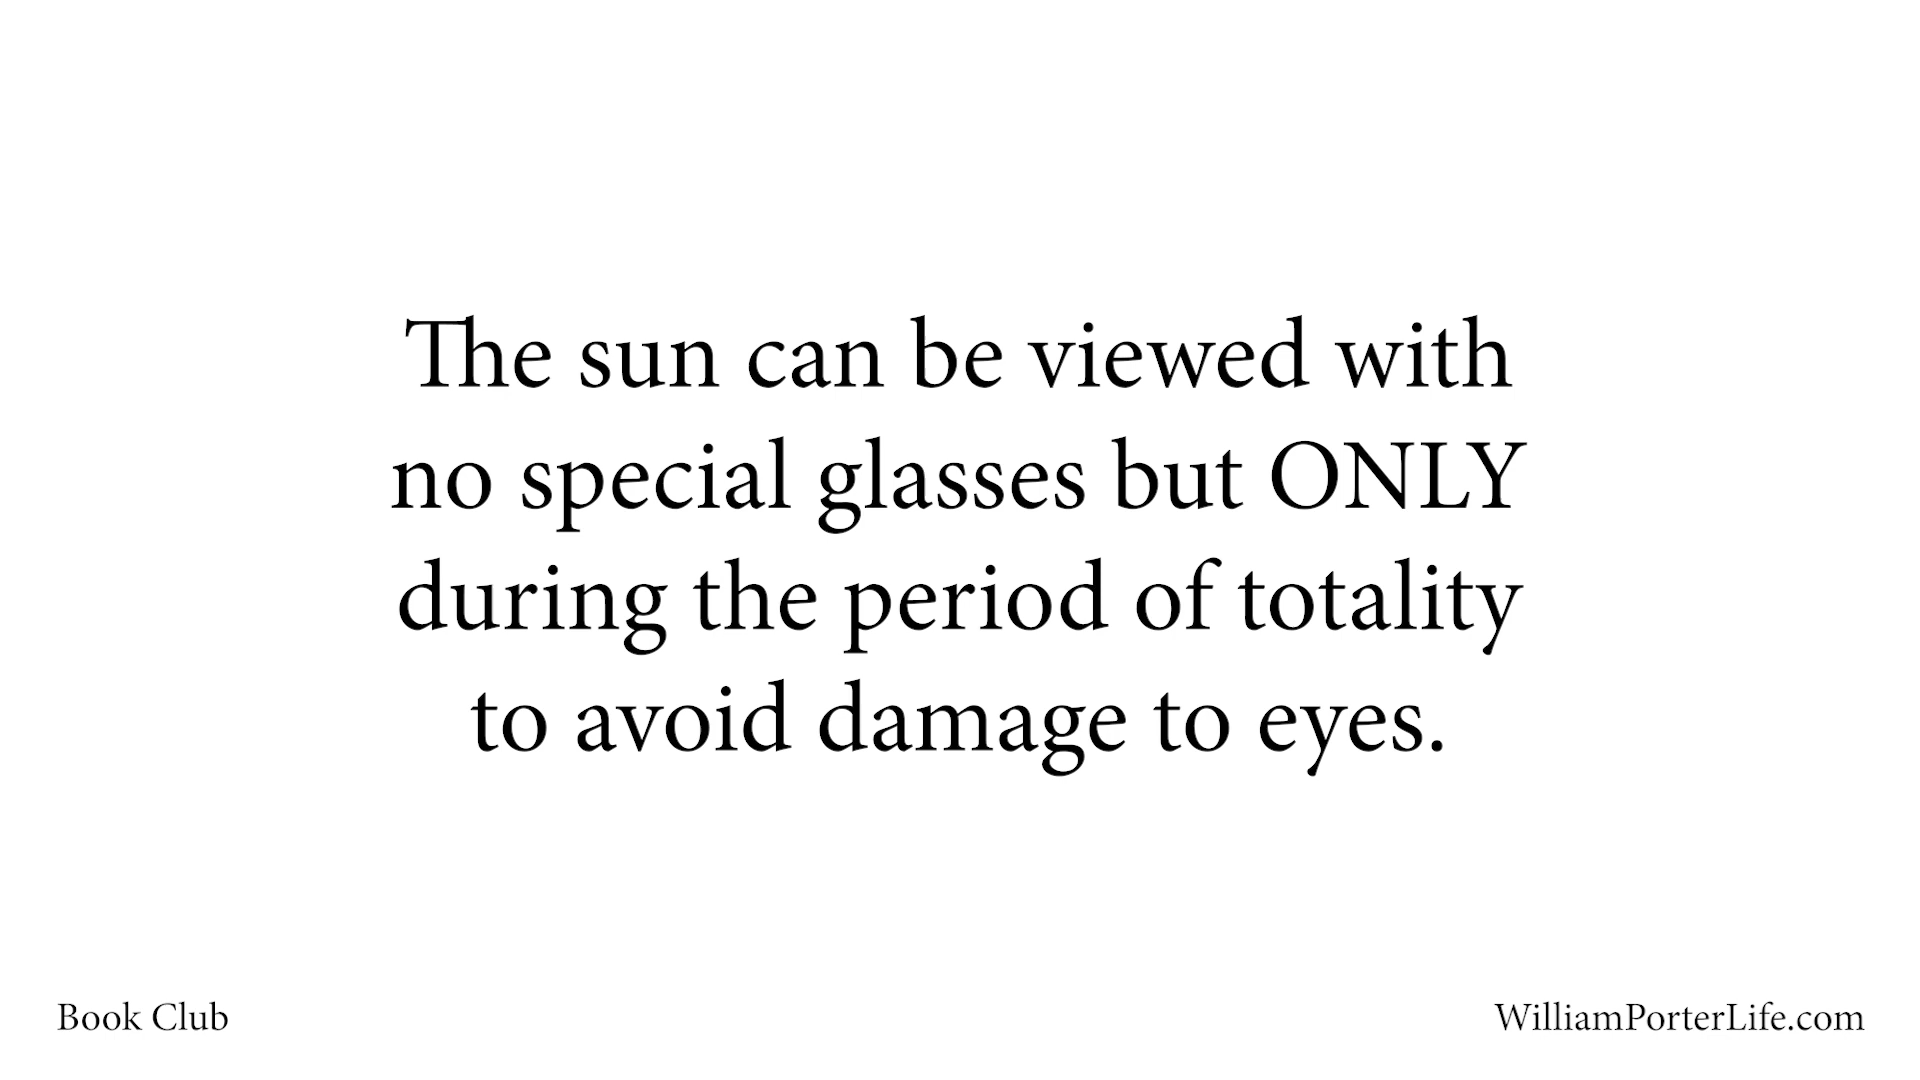 The sun can be viewed with
no special glasses but ONLY
during the period of totality
to avoid damage to eyes.
Book Club
WilliamPorterLife.com